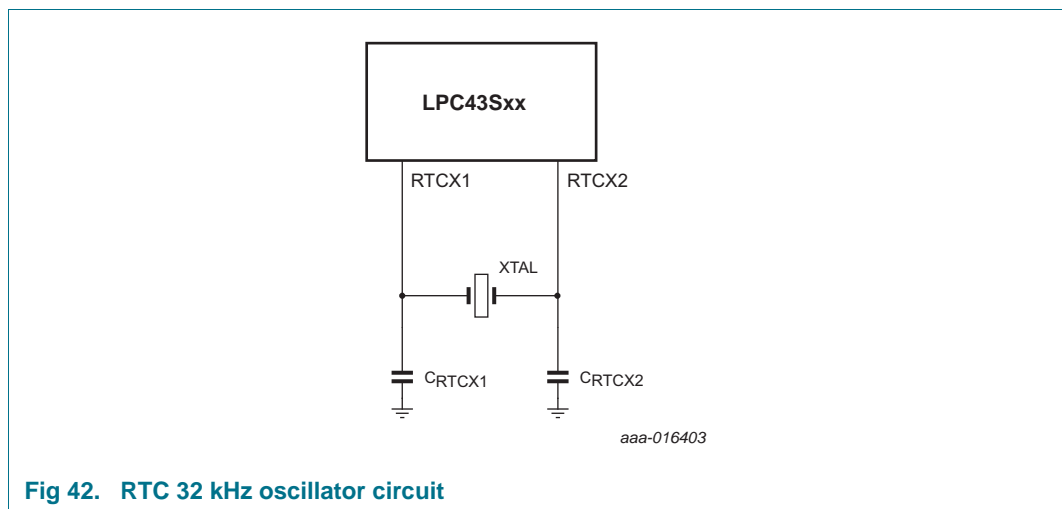 LPC43Sxx
RTCX1
RTCX2
XTAL
CRTCX1
CRTCX2
aaa-016403
Fig 42. RTC 32 kHz oscillator circuit